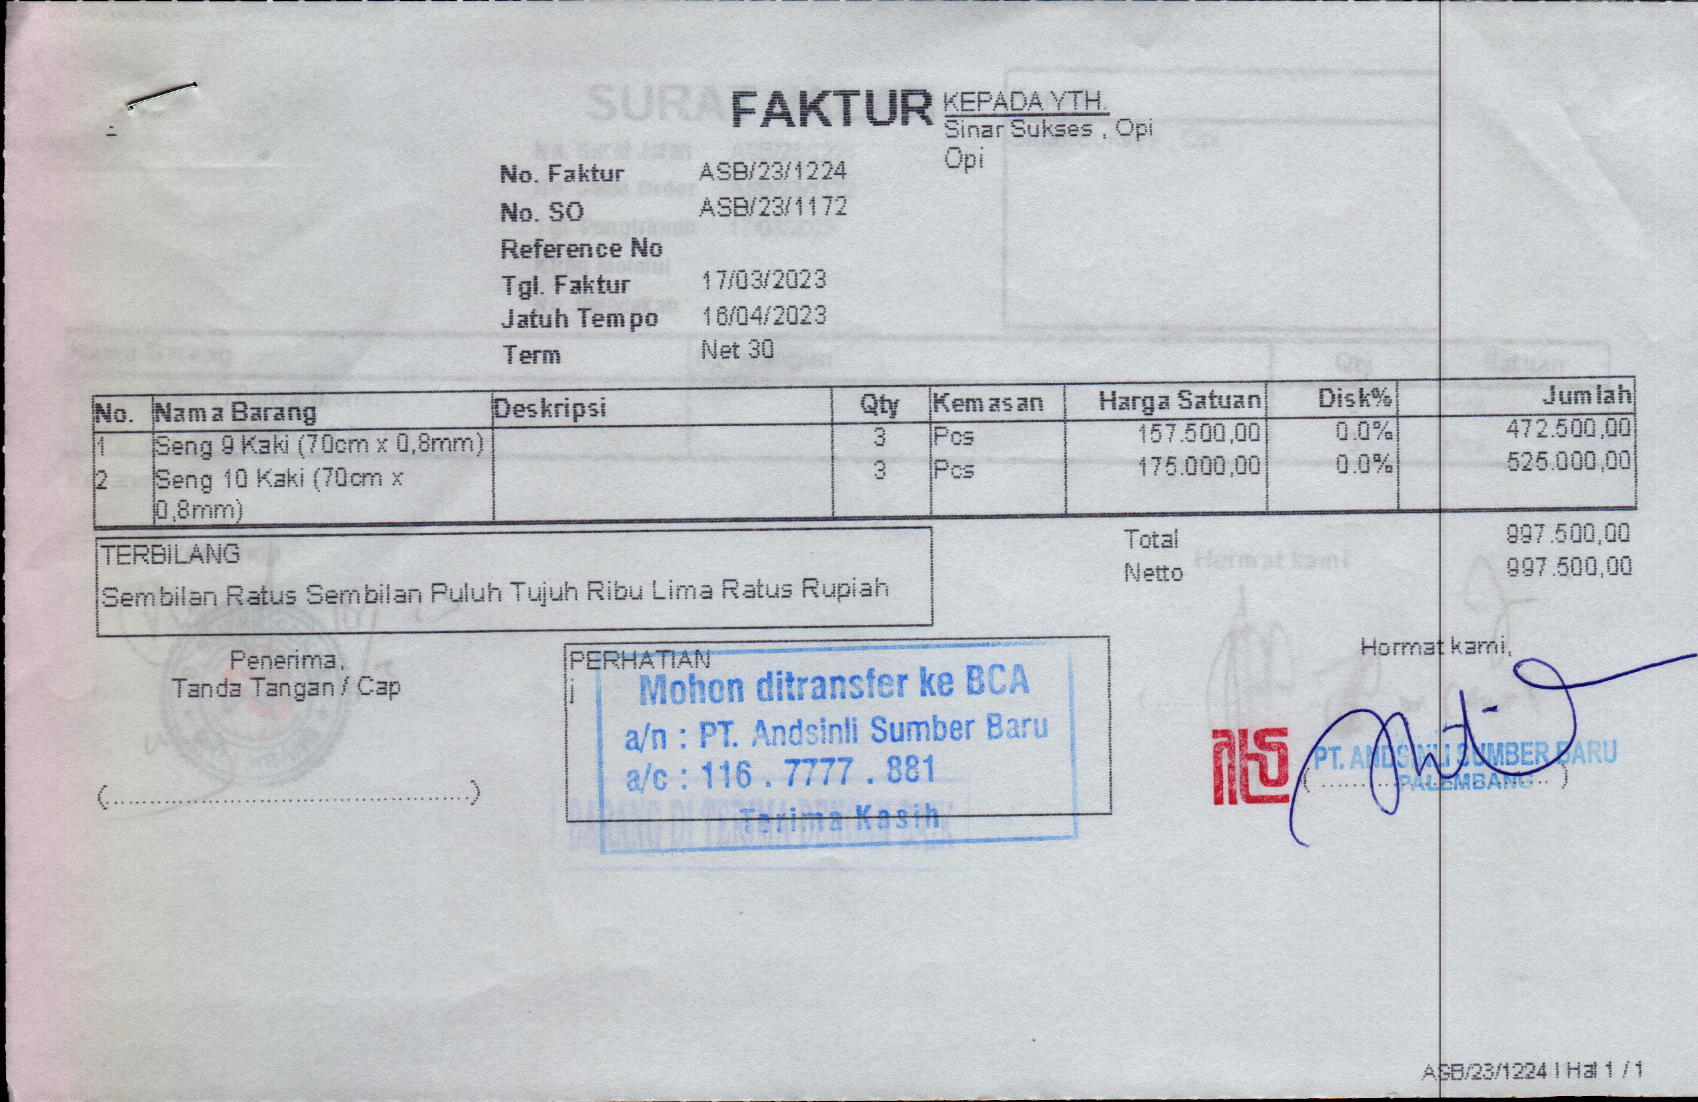 FAKTUR
KEPADA YTH.
Sinar Sukses , Opi
Opi
No. Faktur ASB/23/1224
No. SO ASB/23/1172
Reference No
Tgl. Faktur 17/03/2023
Jatuh Tempo 16/04/2023
Term Net 30
No. Nama Barang Deskripsi Qty Kemasan Harga Satuan Disk% Jumlah
1 Seng 9 Kaki (70cm x 0,8mm) 3 Pcs 157.500,00 0.0% 472.500,00
2 Seng 10 Kaki (70cm x 3 Pcs 175.000,00 0.0% 525.000,00
0,8mm)
Total 997.500,00
Netto 997.500,00
TERBILANG
Sembilan Ratus Sembilan Puluh Tujuh Ribu Lima Ratus Rupiah
Penerima,
Tanda Tangan / Cap
(..............................................)
PERHATIAN
j
Mohon ditransfer ke BCA
a/n : PT. Andsinli Sumber Baru
a/c : 116 . 7777 . 881
Terima Kasih
Hormat kami,
PT. ANDSINLI SUMBER BARU
PALEMBANG
ASB/23/1224 | Hal 1 / 1